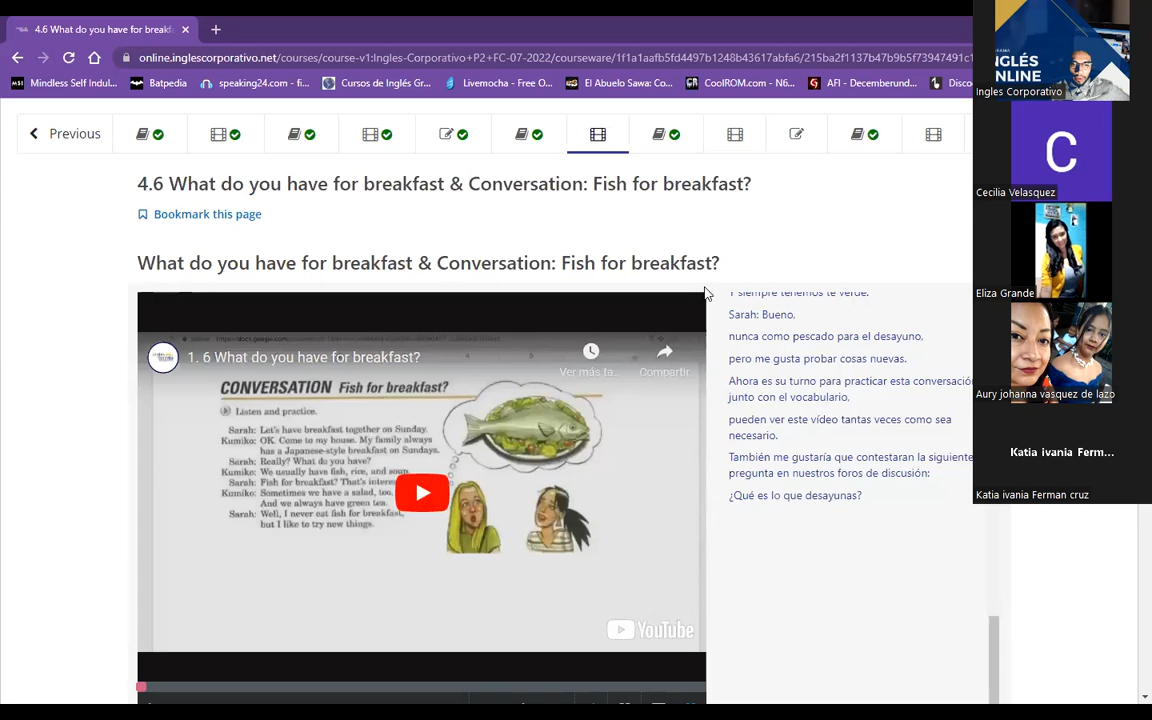 4.6 What do you have for breakf
online.inglescorporativo.net/courses/course-v1:Ingles-Corporativo+P2+FC-07-2022/courseware/1f1a1aafb5fd4497b1248b43617abfa6/215ba2f1137b47b9b5f73947491c1
Mindless Self Indul...
Batpedia
speaking24.com - fi...
Cursos de Inglés Gr...
Livemocha - Free O...
El Abuelo Sawa: Co...
CoolROM.com - N6...
AFI - Decemberund...
Disco
Previous
4.6 What do you have for breakfast & Conversation: Fish for breakfast?
Bookmark this page
What do you have for breakfast & Conversation: Fish for breakfast?
1. 6 What do you have for breakfast?
Ver más ta...
Compartir
CONVERSATION Fish for breakfast?
Listen and practice.
Sarah: Let's have breakfast together on Sunday.
Kumiko: OK. Come to my house. My family always
has a Japanese-style breakfast on Sundays.
Sarah: Really? What do you have?
Kumiko: We usually have fish, rice, and soup.
Sarah: Fish for breakfast? That's
Kumiko: Sometimes we have a salad, too.
And we always have green tea.
Sarah: Well, I never eat fish for breakfast,
but I like to try new things.
YouTube
Y siempre tenemos te verde.
Sarah: Bueno,
nunca como pescado para el desayuno,
pero me gusta probar cosas nuevas.
Ahora es su turno para practicar esta conversación
junto con el vocabulario,
pueden ver este vídeo tantas veces como sea
necesario.
También me gustaría que contestaran la siguiente
pregunta en nuestros foros de discusión:
¿Qué es lo que desayunas?
INGLÉS
ONLINE
Ingles Corporativo
C
Cecilia Velasquez
Eliza Grande
Aury johanna vasquez de lazo
Katia ivania Ferm...
Katia ivania Ferman cruz